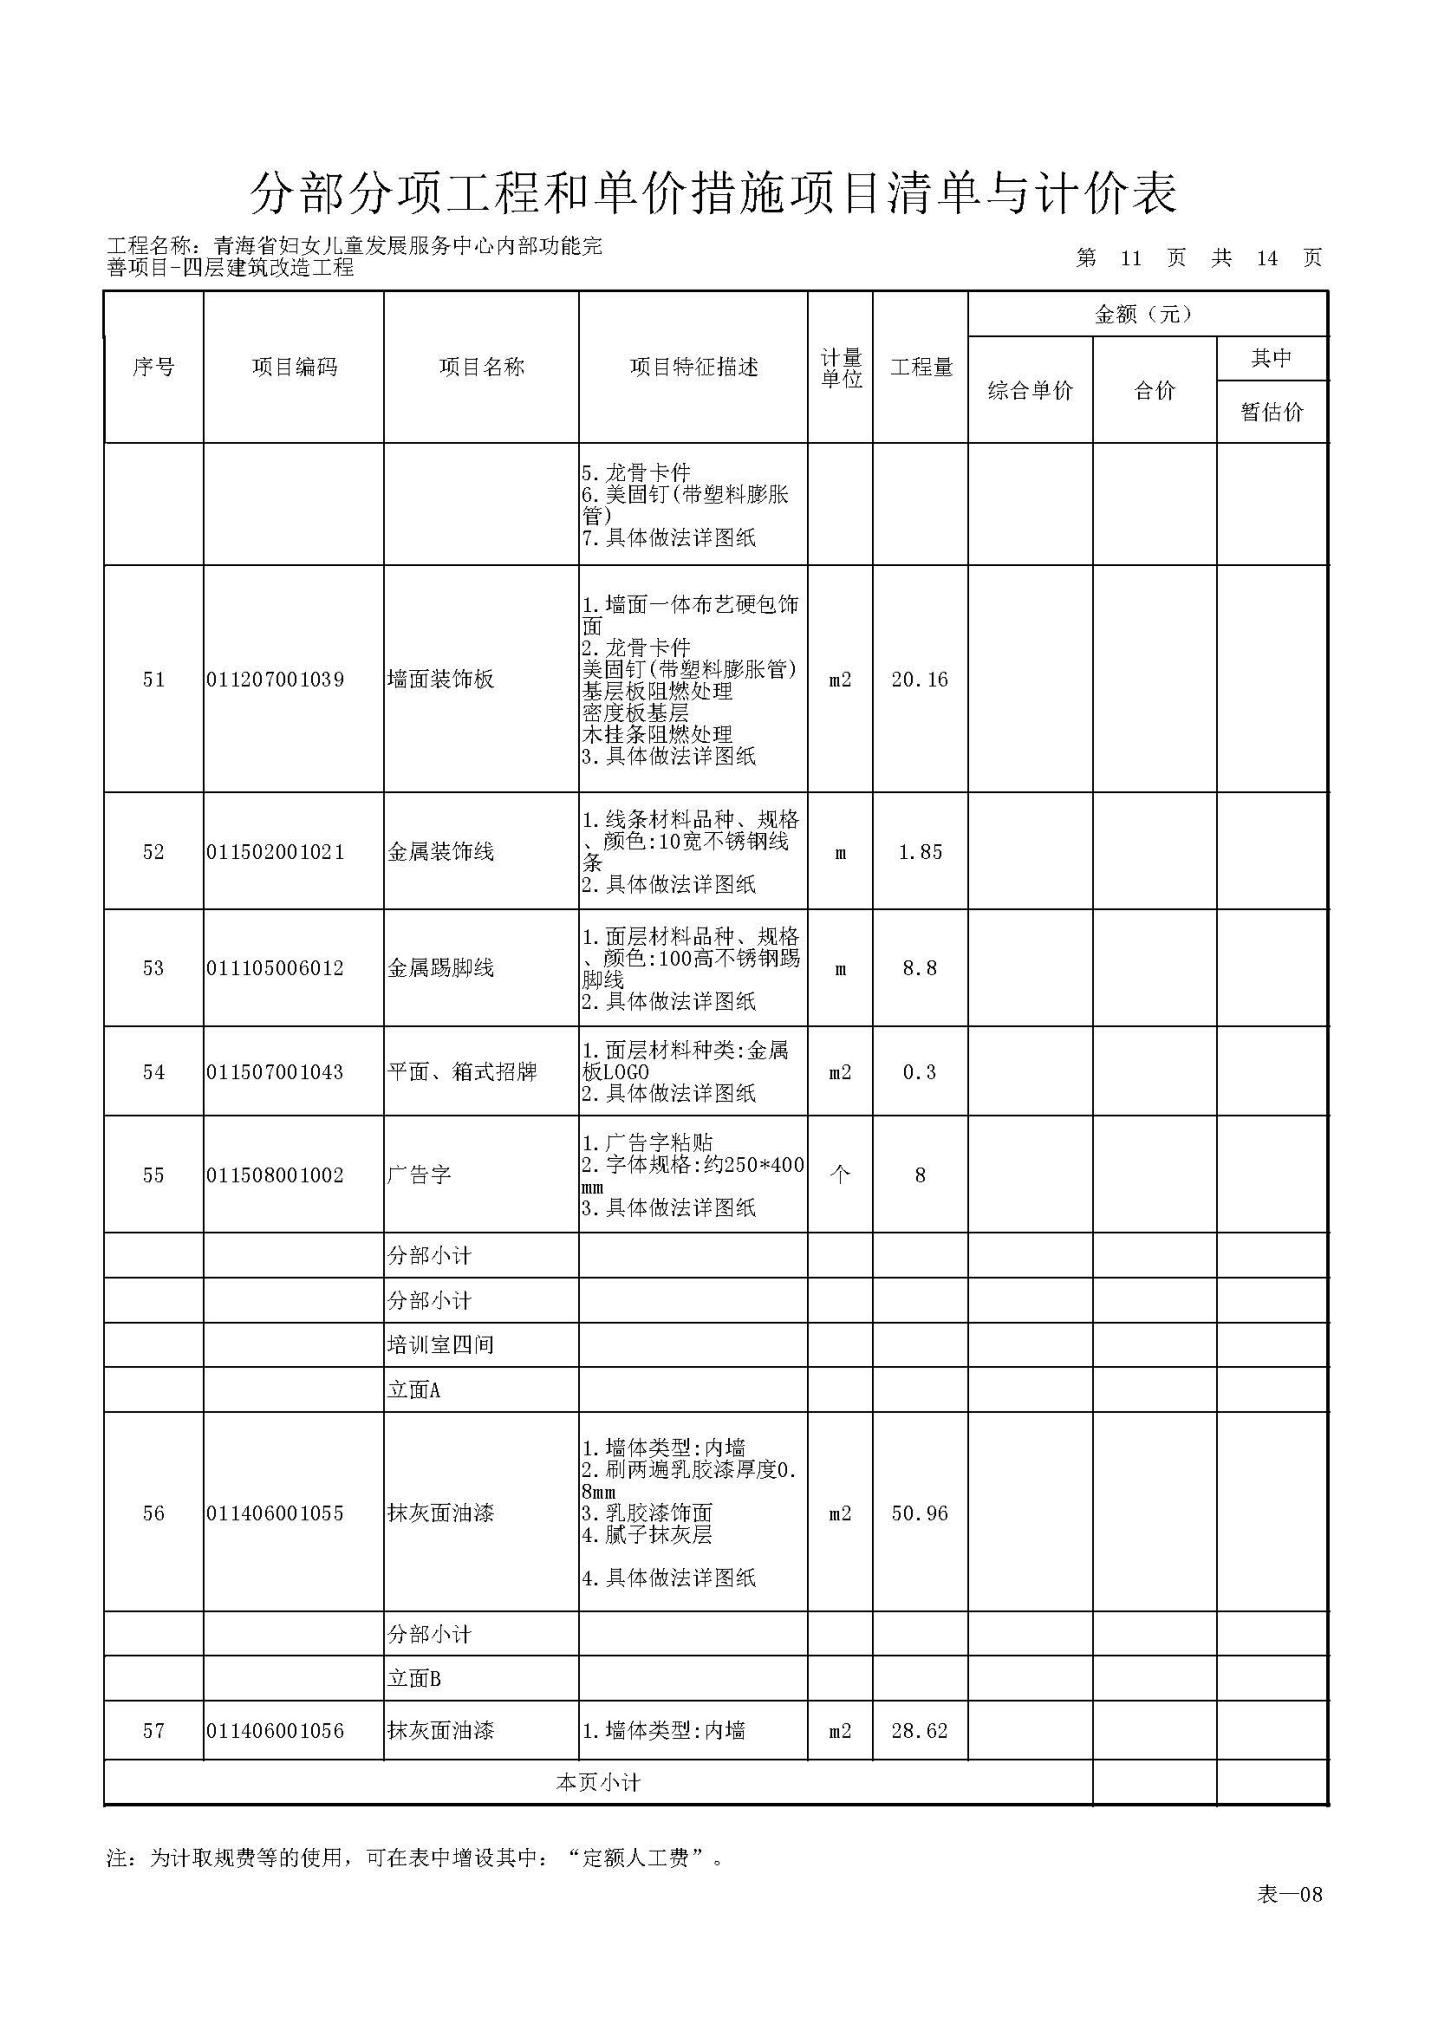 分部分项工程和单价措施项目清单与计价表
工程名称：青海省妇女儿童发展服务中心内部功能完
善项目-四层建筑改造工程
第 11 页 共 14 页
序号 项目编码 项目名称 项目特征描述 计量
单位 工程量 金额（元）
综合单价 合价 其中
暂估价
5.龙骨卡件
6.美固钉(带塑料膨胀
管)
7.具体做法详图纸
51 011207001039 墙面装饰板 1.墙面一体布艺硬包饰
面
2.龙骨卡件
美固钉(带塑料膨胀管)
基层板阻燃处理
密度板基层
木挂条阻燃处理
3.具体做法详图纸 m2 20.16
52 011502001021 金属装饰线 1.线条材料品种、规格
、颜色:10宽不锈钢线
条
2.具体做法详图纸 m 1.85
53 011105006012 金属踢脚线 1.面层材料品种、规格
、颜色:100高不锈钢踢
脚线
2.具体做法详图纸 m 8.8
54 011507001043 平面、箱式招牌 1.面层材料种类:金属
板LOGO
2.具体做法详图纸 m2 0.3
55 011508001002 广告字 1.广告字粘贴
2.字体规格:约250*400
mm
3.具体做法详图纸 个 8
分部小计
分部小计
培训室四间
立面A
56 011406001055 抹灰面油漆 1.墙体类型:内墙
2.刷两遍乳胶漆厚度0.
8mm
3.乳胶漆饰面
4.腻子抹灰层
4.具体做法详图纸 m2 50.96
分部小计
立面B
57 011406001056 抹灰面油漆 1.墙体类型:内墙 m2 28.62
本页小计
注：为计取规费等的使用，可在表中增设其中：“定额人工费”。
表—08